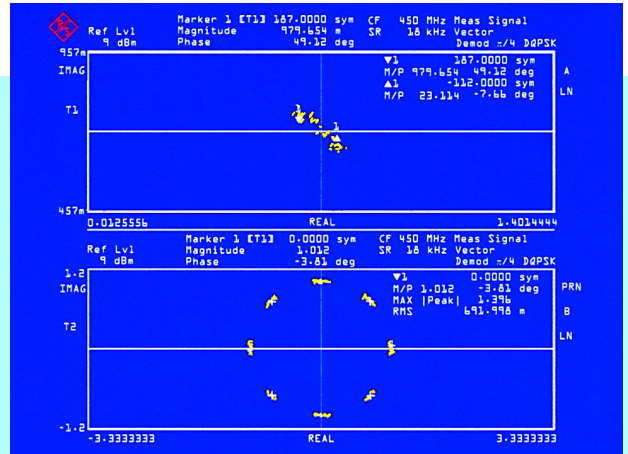 Marker 1 [T1] 187.0000 sym CF 450 MHz Meas Signal
Ref Lvl Magnitude 979.654 m SR 18 kHz Vector
9 dBm Phase 49.12 deg Demod π/4 DQPSK
957m
IMAG
▼1 187.0000 sym
M/P 979.654 49.12 deg A
▲1 -112.0000 sym
M/P 23.114 -7.66 deg LN
T1
1
1
457m
0.0125556 REAL 1.4014444
Marker 1 [T1] 0.0000 sym CF 450 MHz Meas Signal
Ref Lvl Magnitude 1.012 SR 18 kHz Vector
9 dBm Phase -3.81 deg Demod π/4 DQPSK
1.2
IMAG
▼1 0.0000 sym
M/P 1.012 -3.81 deg PRN
MAX |Peak| 1.396
RMS 691.998 m B
T2
LN
-1.2
-3.3333333 REAL 3.3333333